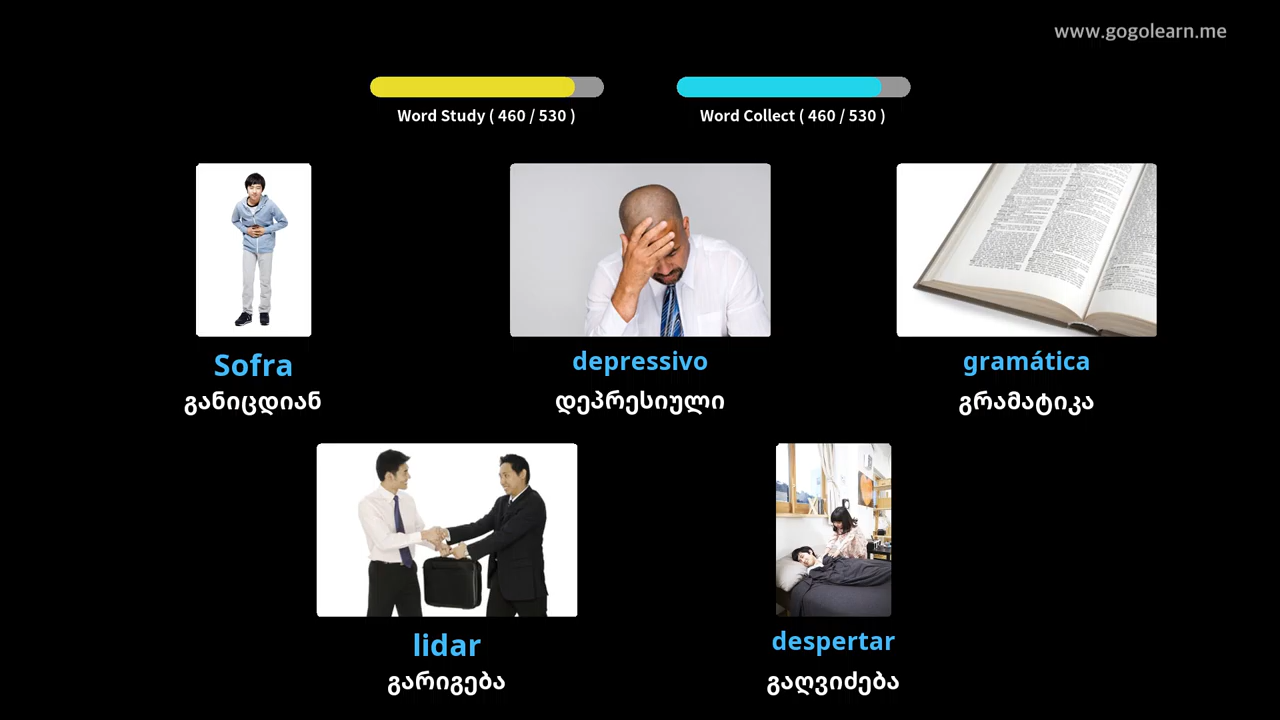 www.gogolearn.me
Word Study ( 460 / 530 )
Word Collect ( 460 / 530 )
Sofra
განიცდიან
depressivo
დეპრესიული
gramática
გრამატიკა
lidar
გარიგება
despertar
გაღვიძება